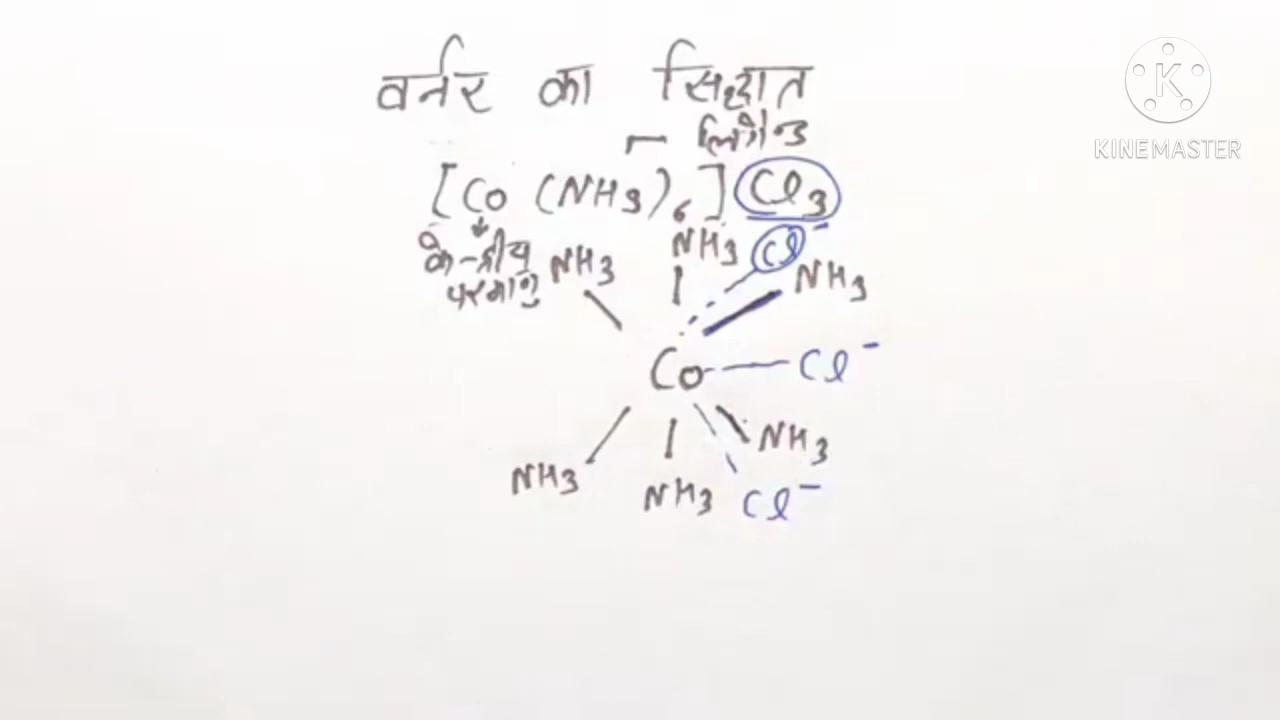 वर्नर का सिद्धांत
लिगेन्ड
[Co (NH3)6] Cl3
केन्द्रीय
परमाणु
NH3 NH3 Cl- NH3
Co Cl-
NH3 NH3 NH3 Cl-
K
KINEMASTER